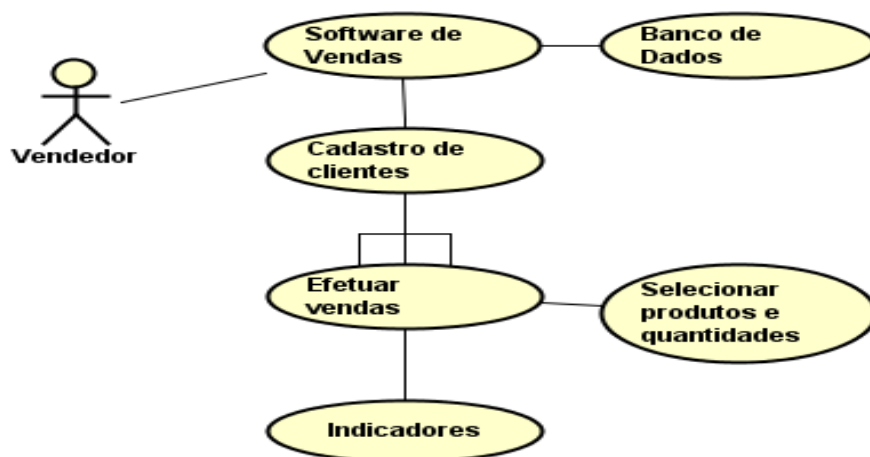 Software de
Vendas
Banco de
Dados
Vendedor
Cadastro de
clientes
Efetuar
vendas
Selecionar
produtos e
quantidades
Indicadores